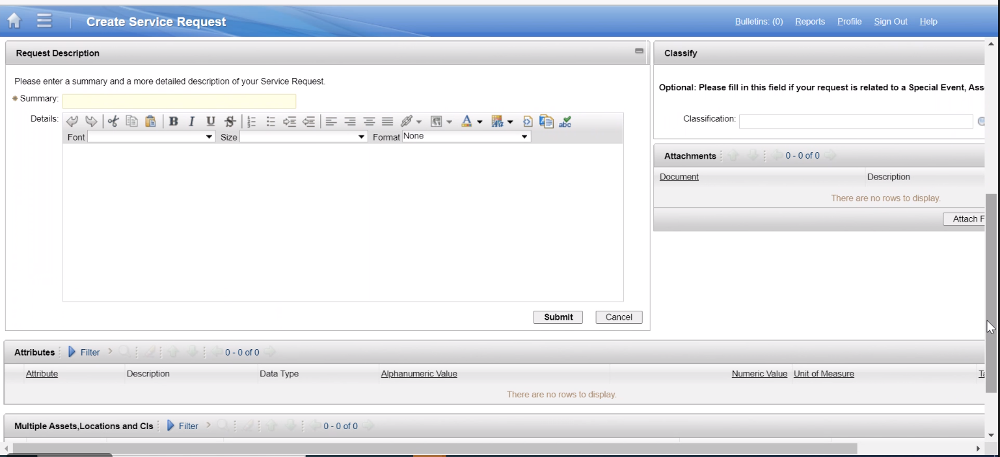 Create Service Request
Bulletins: (0) Reports Profile Sign Out Help
Request Description
Please enter a summary and a more detailed description of your Service Request.
Summary:
Details:
B I U S
abc
Font Size Format None
Submit Cancel
Classify
Optional: Please fill in this field if your request is related to a Special Event, Ass
Classification:
Attachments 0 - 0 of 0
Document Description
There are no rows to display.
Attach F
Attributes Filter 0 - 0 of 0
Attribute Description Data Type Alphanumeric Value Numeric Value Unit of Measure Ta
There are no rows to display.
Multiple Assets,Locations and CIs Filter 0 - 0 of 0